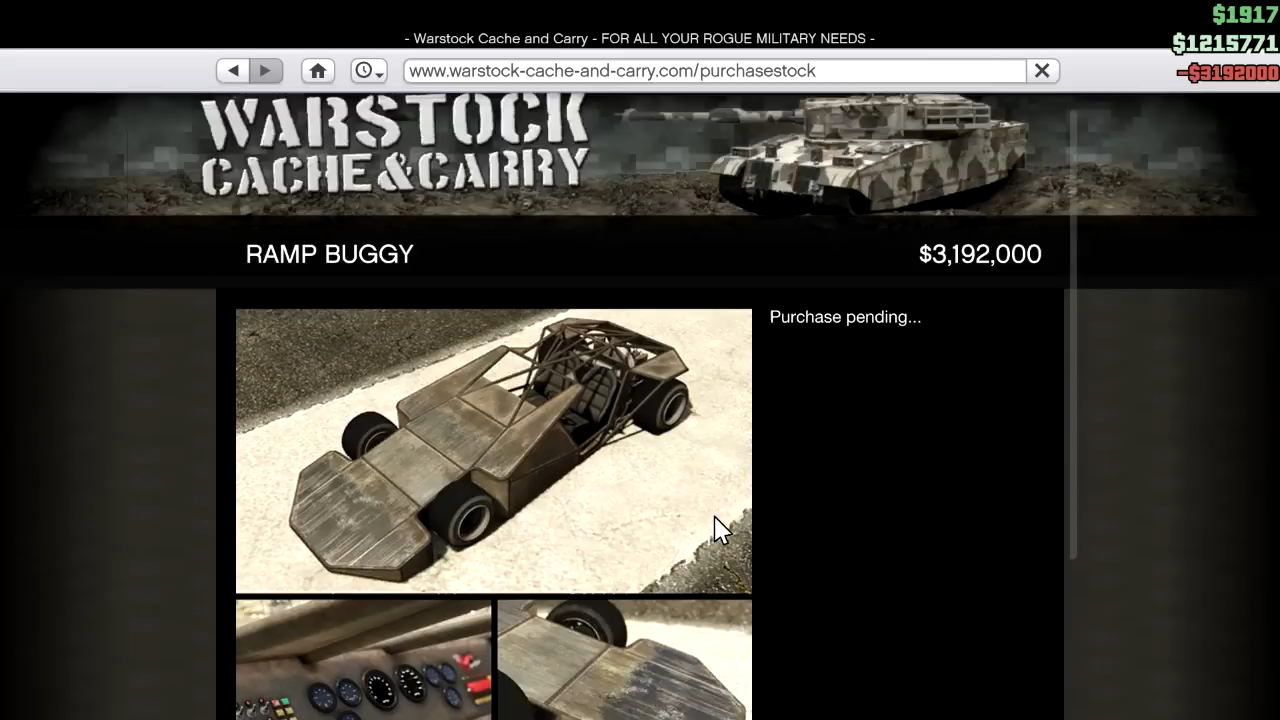 $1917
- Warstock Cache and Carry - FOR ALL YOUR ROGUE MILITARY NEEDS -
$1215771
www.warstock-cache-and-carry.com/purchasestock
-$3192000
WARSTOCK
CACHE&CARRY
RAMP BUGGY
$3,192,000
Purchase pending...